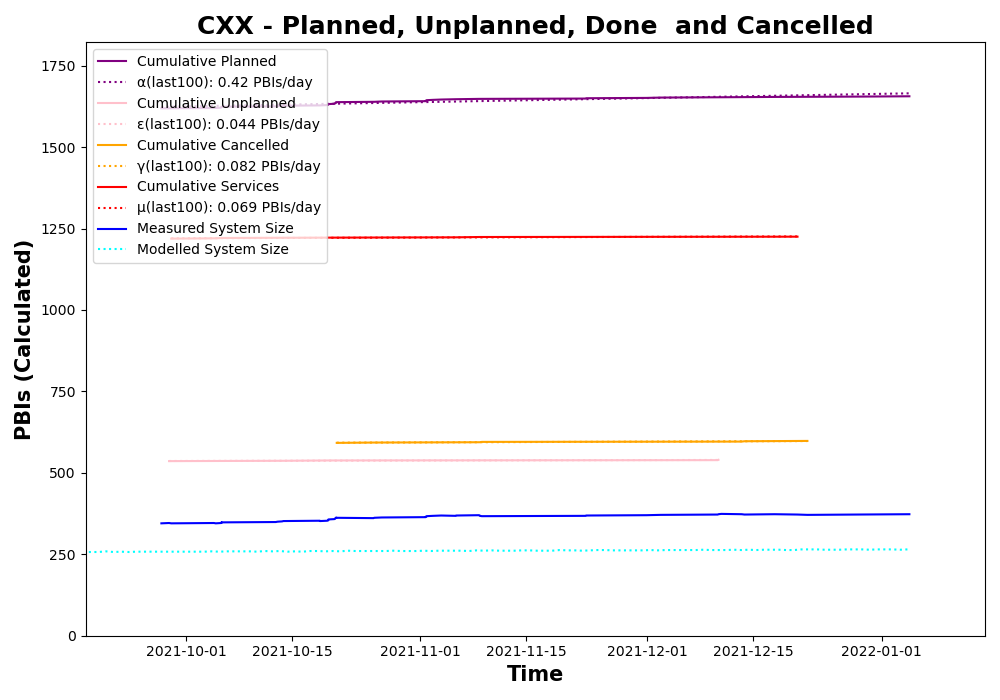 CXX - Planned, Unplanned, Done  and Cancelled
PBIs (Calculated)
1750
1500
1250
1000
750
500
250
0
Cumulative Planned
α(last100): 0.42 PBIs/day
Cumulative Unplanned
ε(last100): 0.044 PBIs/day
Cumulative Cancelled
γ(last100): 0.082 PBIs/day
Cumulative Services
μ(last100): 0.069 PBIs/day
Measured System Size
Modelled System Size
2021-10-01 2021-10-15 2021-11-01 2021-11-15 2021-12-01 2021-12-15 2022-01-01
Time